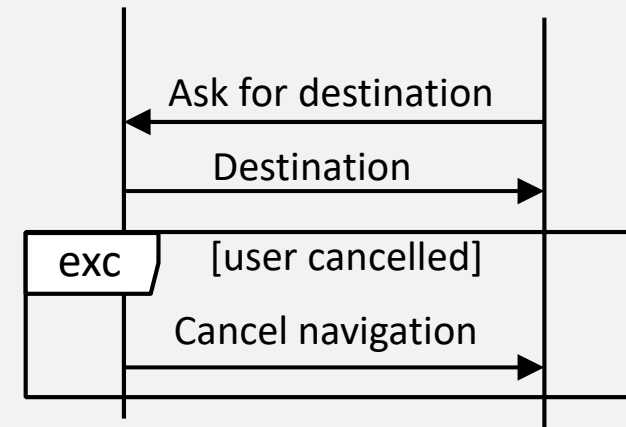 Ask for destination
Destination
exc [user cancelled]
Cancel navigation